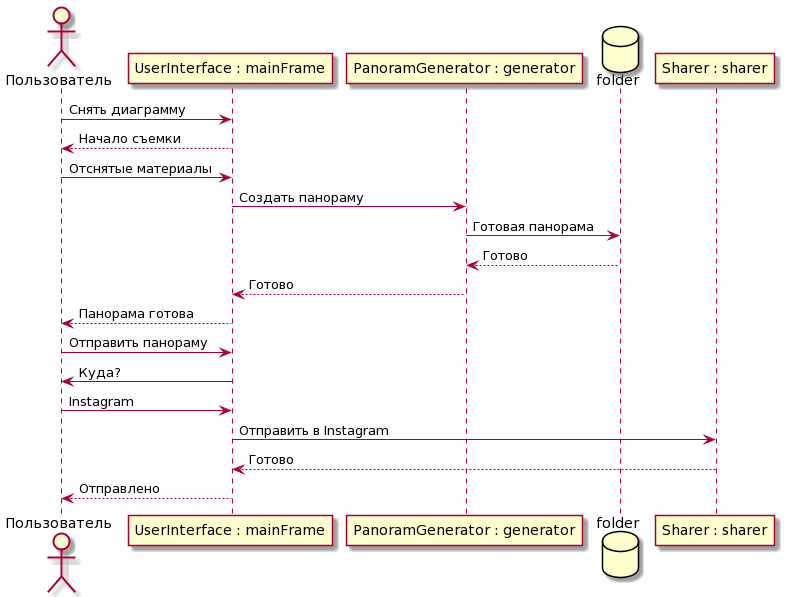 Пользователь
UserInterface : mainFrame
PanoramGenerator : generator
folder
Sharer : sharer
Снять диаграмму
Начало съемки
Отснятые материалы
Создать панораму
Готовая панорама
Готово
Готово
Панорама готова
Отправить панораму
Куда?
Instagram
Отправить в Instagram
Готово
Отправлено
Пользователь
UserInterface : mainFrame
PanoramGenerator : generator
folder
Sharer : sharer